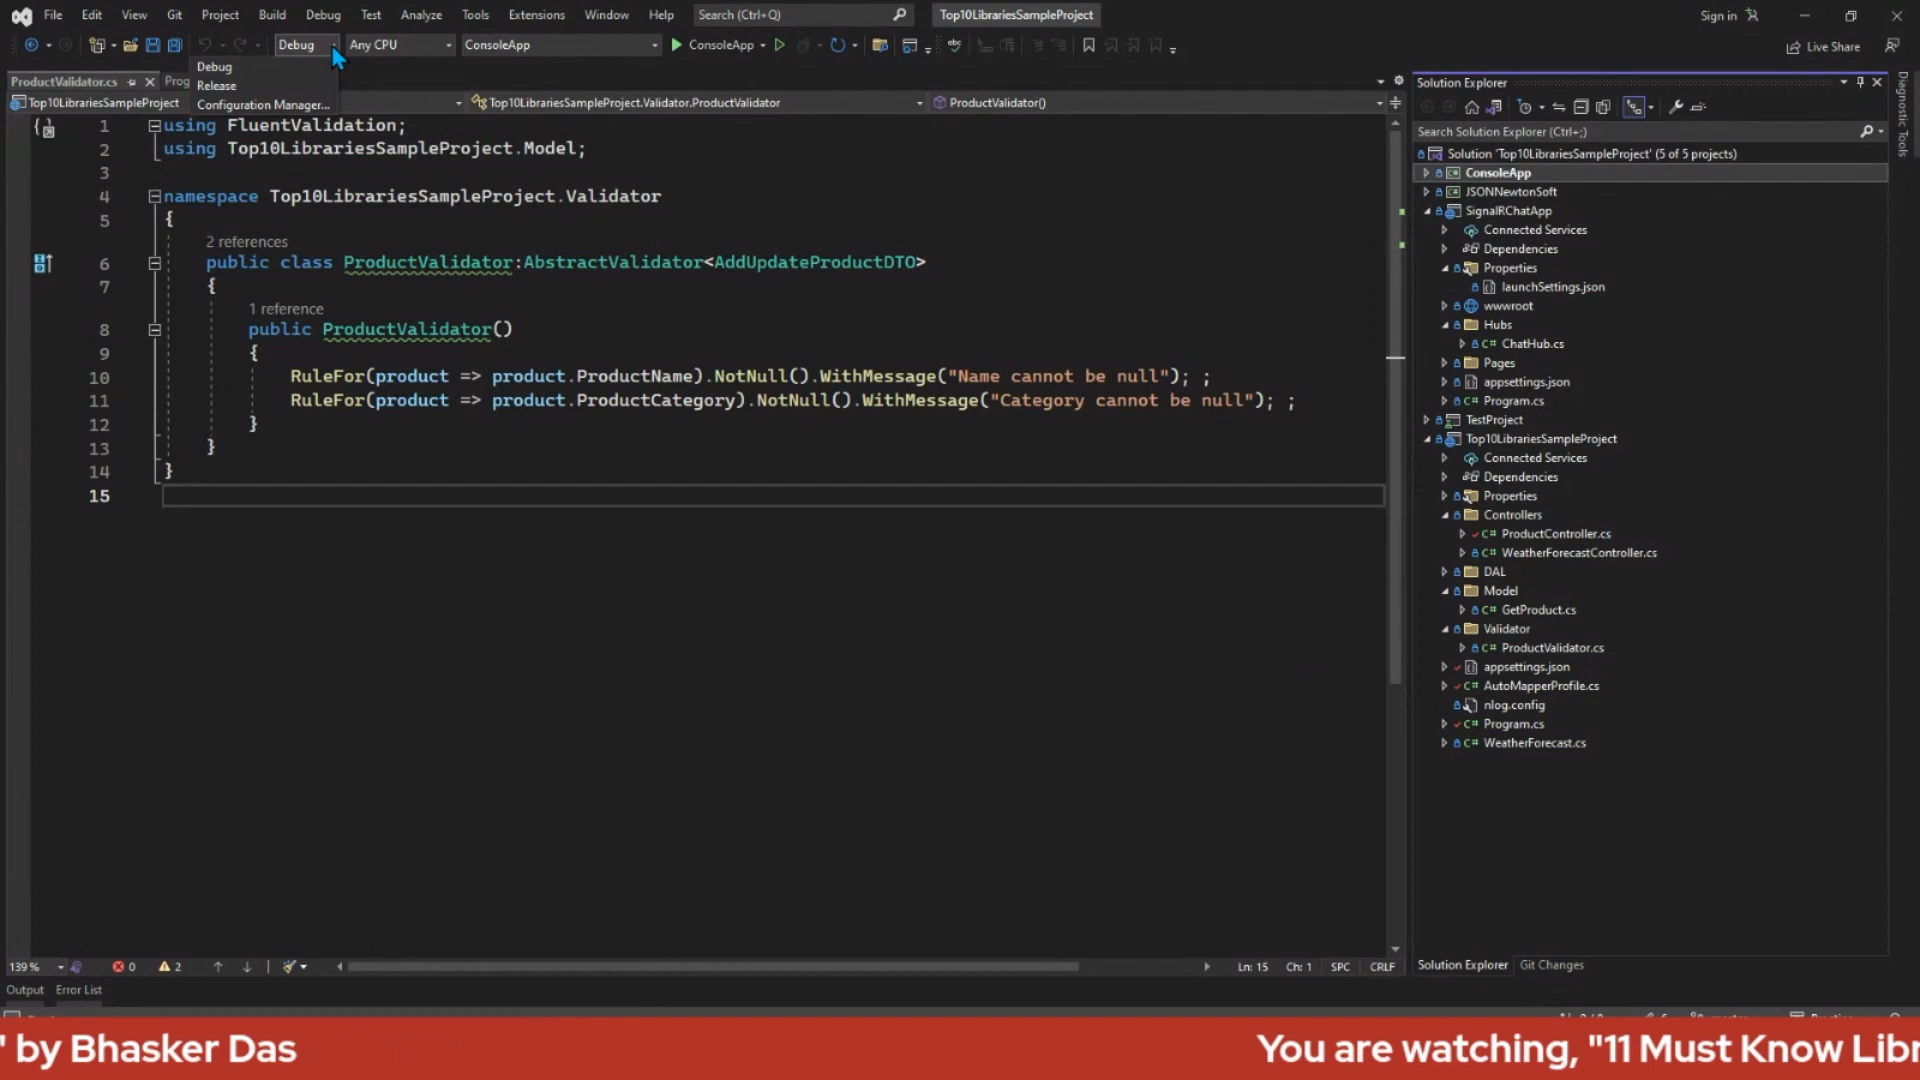 File Edit View Git Project Build Debug Test Analyze Tools Extensions Window Help Search (Ctrl+Q) Top10LibrariesSampleProject Sign in
Debug Any CPU ConsoleApp ConsoleApp Live Share
Debug
Release
Configuration Manager...
ProductValidator.cs Prog
Top10LibrariesSampleProject Top10LibrariesSampleProject.Validator.ProductValidator ProductValidator()
1 using FluentValidation;
2 using Top10LibrariesSampleProject.Model;
3
4 namespace Top10LibrariesSampleProject.Validator
5 {
2 references
6 public class ProductValidator:AbstractValidator<AddUpdateProductDTO>
7 {
1 reference
8 public ProductValidator()
9 {
10 RuleFor(product => product.ProductName).NotNull().WithMessage("Name cannot be null"); ;
11 RuleFor(product => product.ProductCategory).NotNull().WithMessage("Category cannot be null"); ;
12 }
13 }
14 }
15
139 % 0 2 Ln: 15 Ch: 1 SPC CRLF
Output Error List
Solution Explorer
Search Solution Explorer (Ctrl+;)
Solution 'Top10LibrariesSampleProject' (5 of 5 projects)
ConsoleApp
JSONNewtonSoft
SignalRChatApp
Connected Services
Dependencies
Properties
launchSettings.json
wwwroot
Hubs
ChatHub.cs
Pages
appsettings.json
Program.cs
TestProject
Top10LibrariesSampleProject
Connected Services
Dependencies
Properties
Controllers
ProductController.cs
WeatherForecastController.cs
DAL
Model
GetProduct.cs
Validator
ProductValidator.cs
appsettings.json
AutoMapperProfile.cs
nlog.config
Program.cs
WeatherForecast.cs
Solution Explorer Git Changes
Diagnostic Tools
" by Bhasker Das You are watching, "11 Must Know Libr